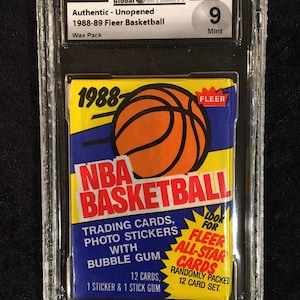 Global
Authentic - Unopened
1988-89 Fleer Basketball
Wax Pack
9
Mint
1988
FLEER
NBA
BASKETBALL
TRADING CARDS,
PHOTO STICKERS
WITH
BUBBLE GUM
12 CARDS
1 STICKER & 1 STICK GUM
LOOK
FOR
FLEER
ALL-STAR
CARDS
RANDOMLY PACKED
12 CARD SET.